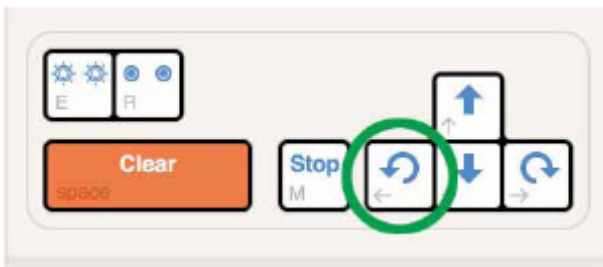 E R
↑
Clear Stop
space M ← →